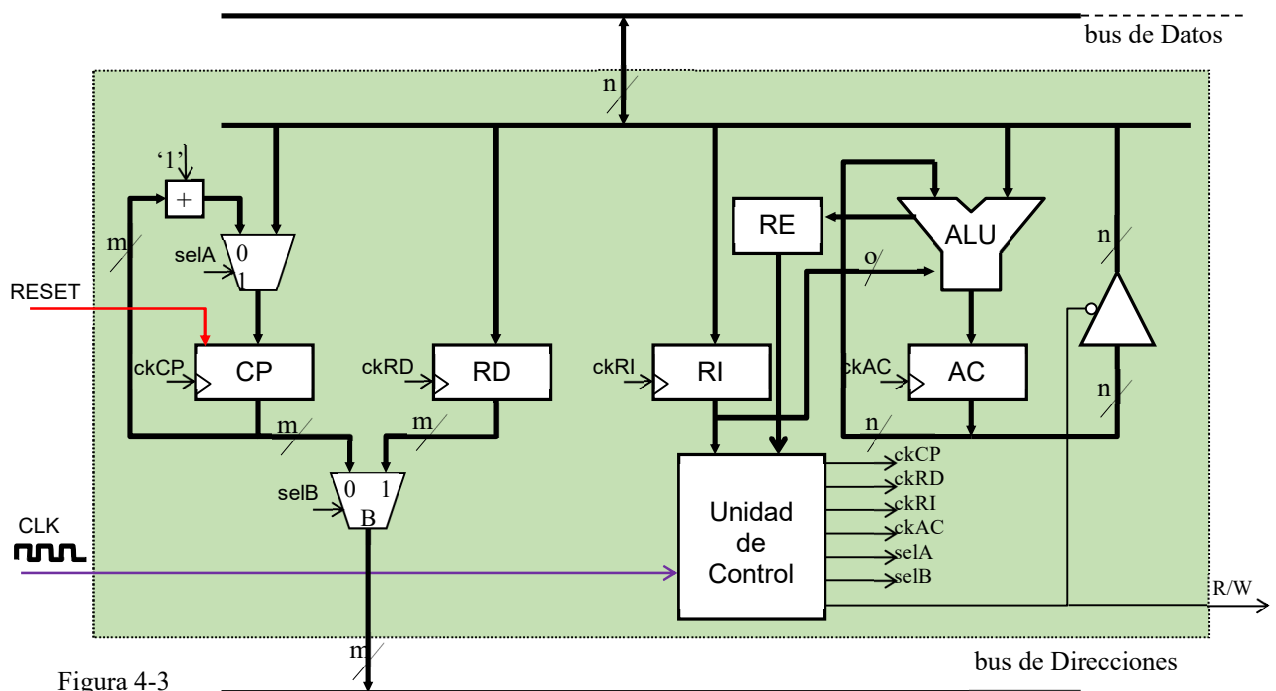 bus de Datos
n
‘1’
+
m
selA
0
1
RE
ALU
o
n
RESET
ckCP
CP
ckRD
RD
ckRI
RI
ckAC
AC
n
m
m
n
selB
0 1
B
CLK
Unidad
de
Control
ckCP
ckRD
ckRI
ckAC
selA
selB
R/W
m
bus de Direcciones
Figura 4-3